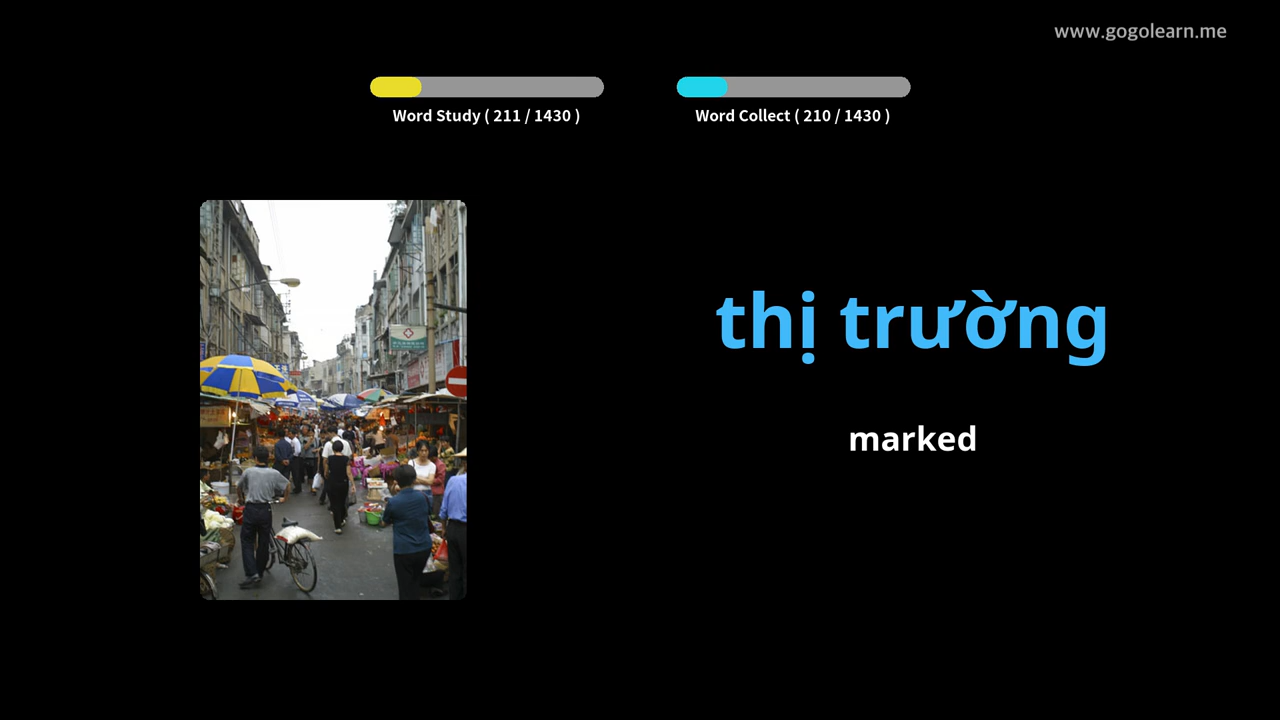 www.gogolearn.me
Word Study ( 211 / 1430 )
Word Collect ( 210 / 1430 )
thị trường
marked